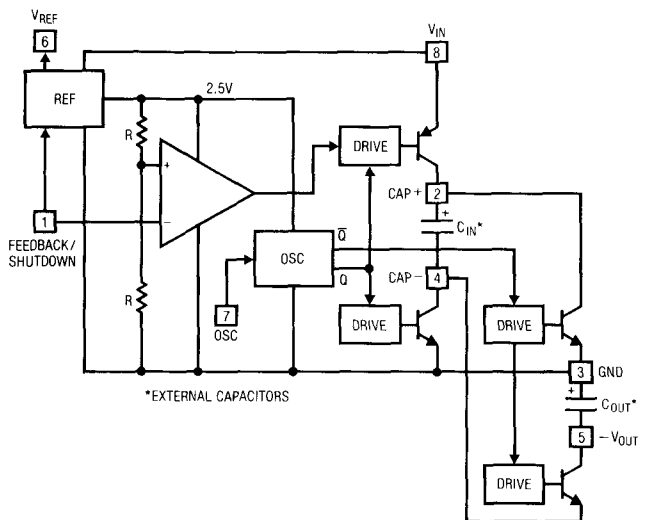 VREF
6
VIN
8
REF
2.5V
R
+
DRIVE
CAP +
2
+
CIN*
1
−
FEEDBACK/
SHUTDOWN
OSC
Q̅
Q
CAP −
4
R
7
OSC
DRIVE
DRIVE
3
GND
*EXTERNAL CAPACITORS
+
COUT*
5
−VOUT
DRIVE